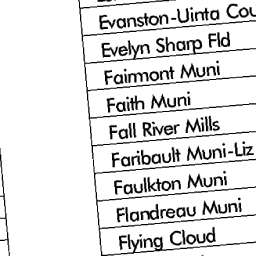 Evanston-Uinta Cou
Evelyn Sharp Fld
Fairmont Muni
Faith Muni
Fall River Mills
Faribault Muni-Liz
Faulkton Muni
Flandreau Muni
Flying Cloud